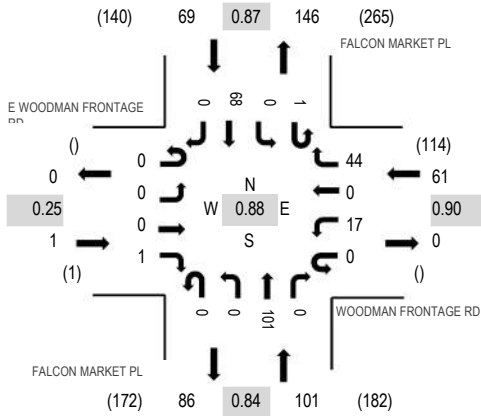 (140) 69 0.87 146 (265)
FALCON MARKET PL
E WOODMAN FRONTAGE
RD
0 68 0 1
() (114)
0 0 44 61
0.25 0 N 0 0.90
W 0.88 E
1 0 S 17 0
(1) 1 0 ()
0 0 101 0
WOODMAN FRONTAGE RD
FALCON MARKET PL
(172) 86 0.84 101 (182)